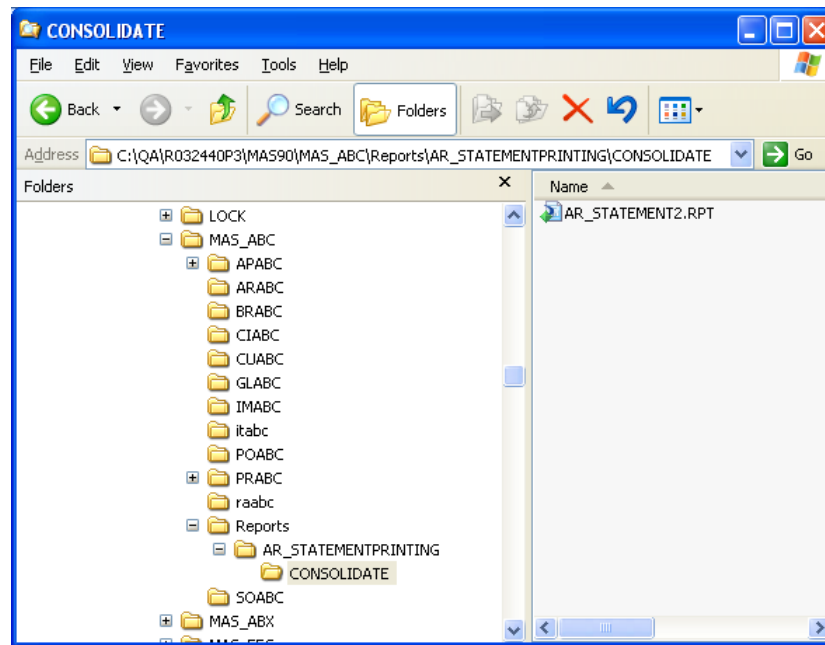 CONSOLIDATE
File Edit View Favorites Tools Help
Back Search Folders
Address C:\QA\R032440P3\MAS90\MAS_ABC\Reports\AR_STATEMENTPRINTING\CONSOLIDATE Go
Folders x Name
LOCK AR_STATEMENT2.RPT
MAS_ABC
APABC
ARABC
BRABC
CIABC
CUABC
GLABC
IMABC
itabc
POABC
PRABC
raabc
Reports
AR_STATEMENTPRINTING
CONSOLIDATE
SOABC
MAS_ABX